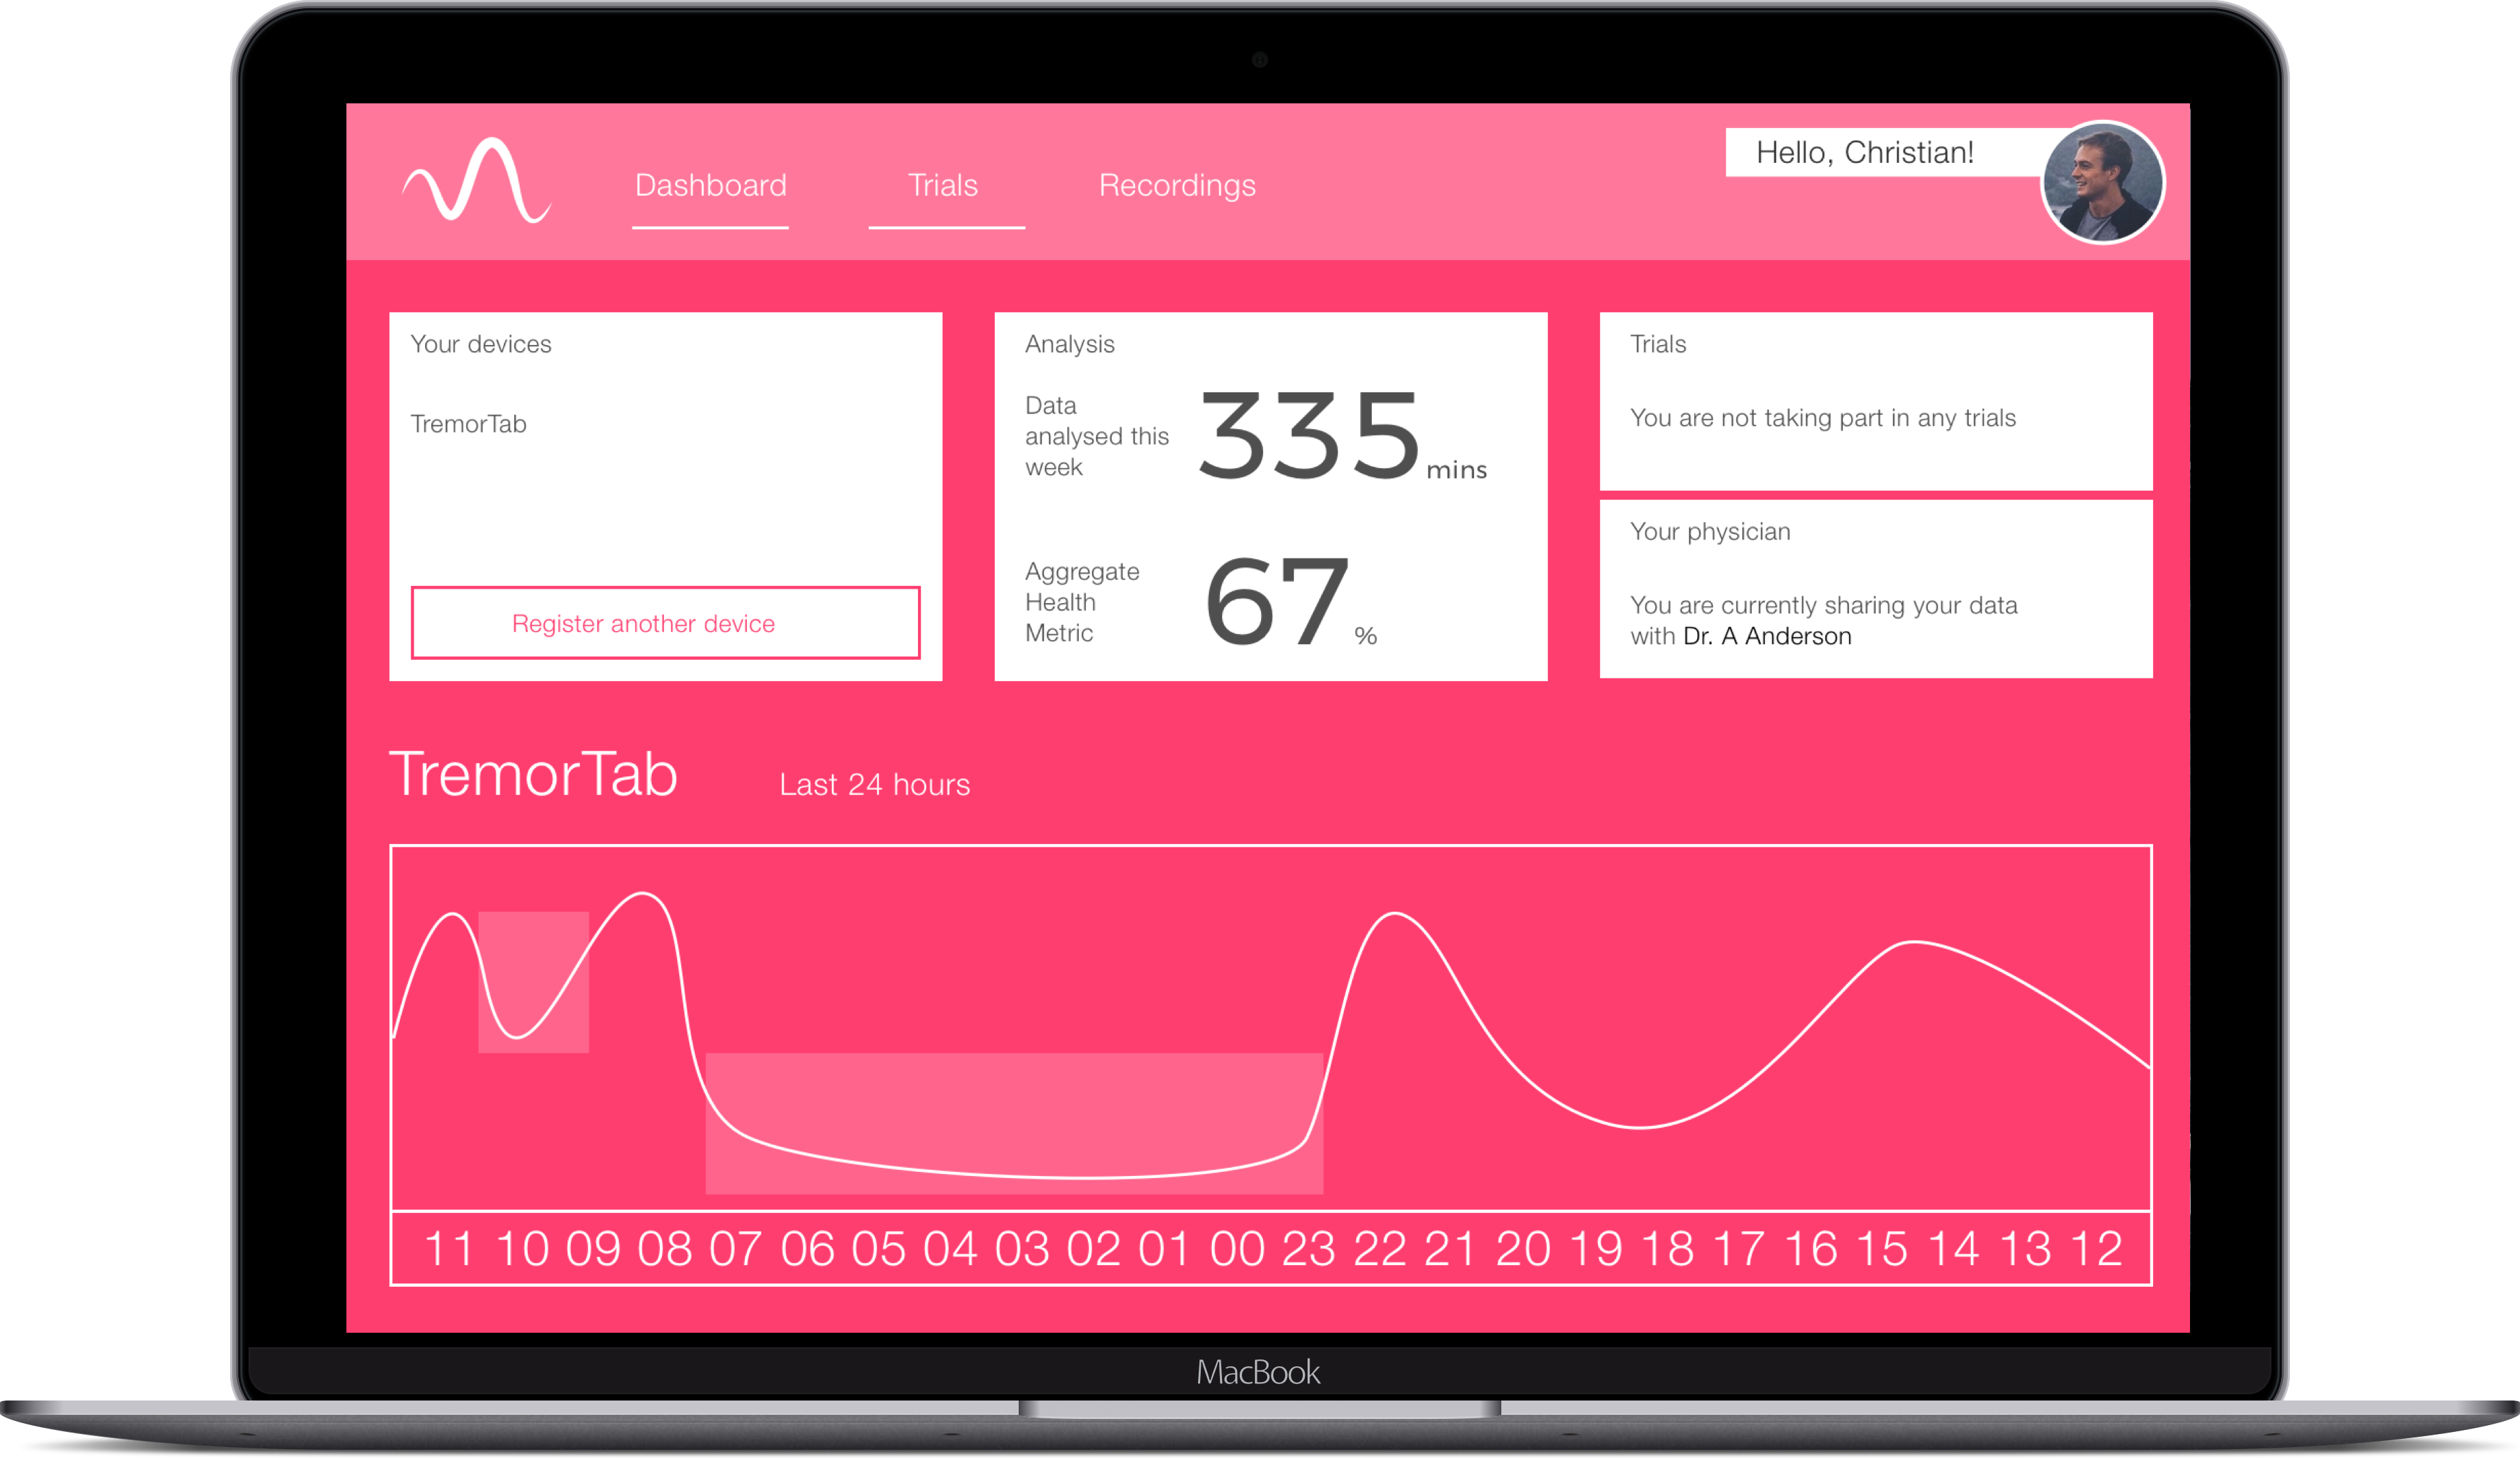 Dashboard Trials Recordings
Hello, Christian!
Your devices
TremorTab
Register another device
Analysis
Data
analysed this
week
335 mins
Aggregate
Health
Metric
67 %
Trials
You are not taking part in any trials
Your physician
You are currently sharing your data
with Dr. A Anderson
TremorTab Last 24 hours
11 10 09 08 07 06 05 04 03 02 01 00 23 22 21 20 19 18 17 16 15 14 13 12
MacBook